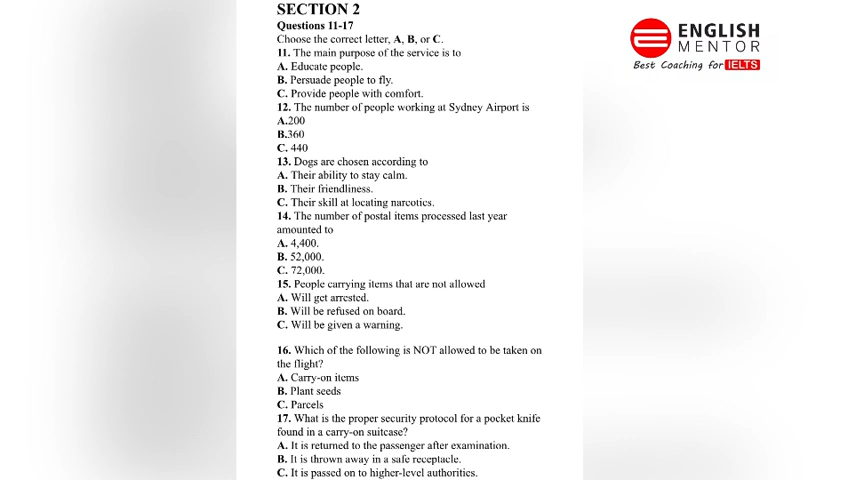 SECTION 2
Questions 11-17
Choose the correct letter, A, B, or C.
11. The main purpose of the service is to
A. Educate people.
B. Persuade people to fly.
C. Provide people with comfort.
12. The number of people working at Sydney Airport is
A.200
B.360
C. 440
13. Dogs are chosen according to
A. Their ability to stay calm.
B. Their friendliness.
C. Their skill at locating narcotics.
14. The number of postal items processed last year
amounted to
A. 4,400.
B. 52,000.
C. 72,000.
15. People carrying items that are not allowed
A. Will get arrested.
B. Will be refused on board.
C. Will be given a warning.
16. Which of the following is NOT allowed to be taken on
the flight?
A. Carry-on items
B. Plant seeds
C. Parcels
17. What is the proper security protocol for a pocket knife
found in a carry-on suitcase?
A. It is returned to the passenger after examination.
B. It is thrown away in a safe receptacle.
C. It is passed on to higher-level authorities.
ENGLISH
MENTOR
Best Coaching for IELTS